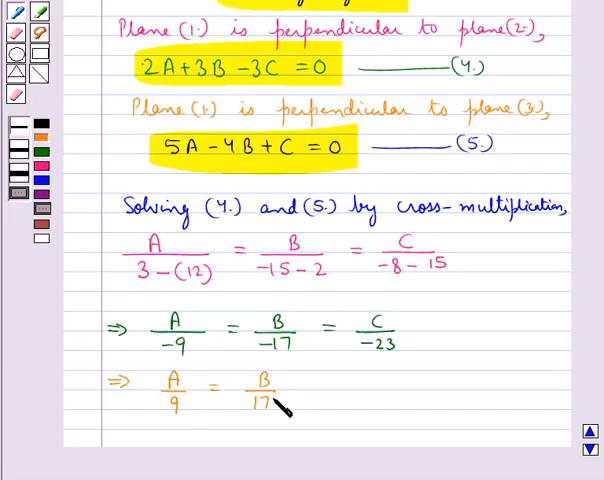 Plane (1.) is perpendicular to plane (2.),
2A + 3B - 3C = 0 ——— (4.)
Plane (1.) is perpendicular to plane (3.),
5A - 4B + C = 0 ——— (5.)
Solving (4.) and (5.) by cross-multiplication,
A/(3 - (12)) = B/(-15 - 2) = C/(-8 - 15)
⇒ A/-9 = B/-17 = C/-23
⇒ A/9 = B/17